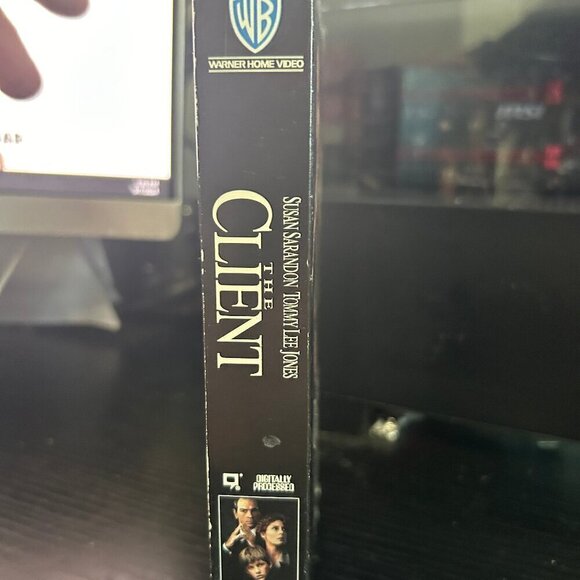 WB
WARNER HOME VIDEO
SUSAN SARANDON TOMMY LEE JONES
THE
CLIENT
DIGITALLY
PROCESSED